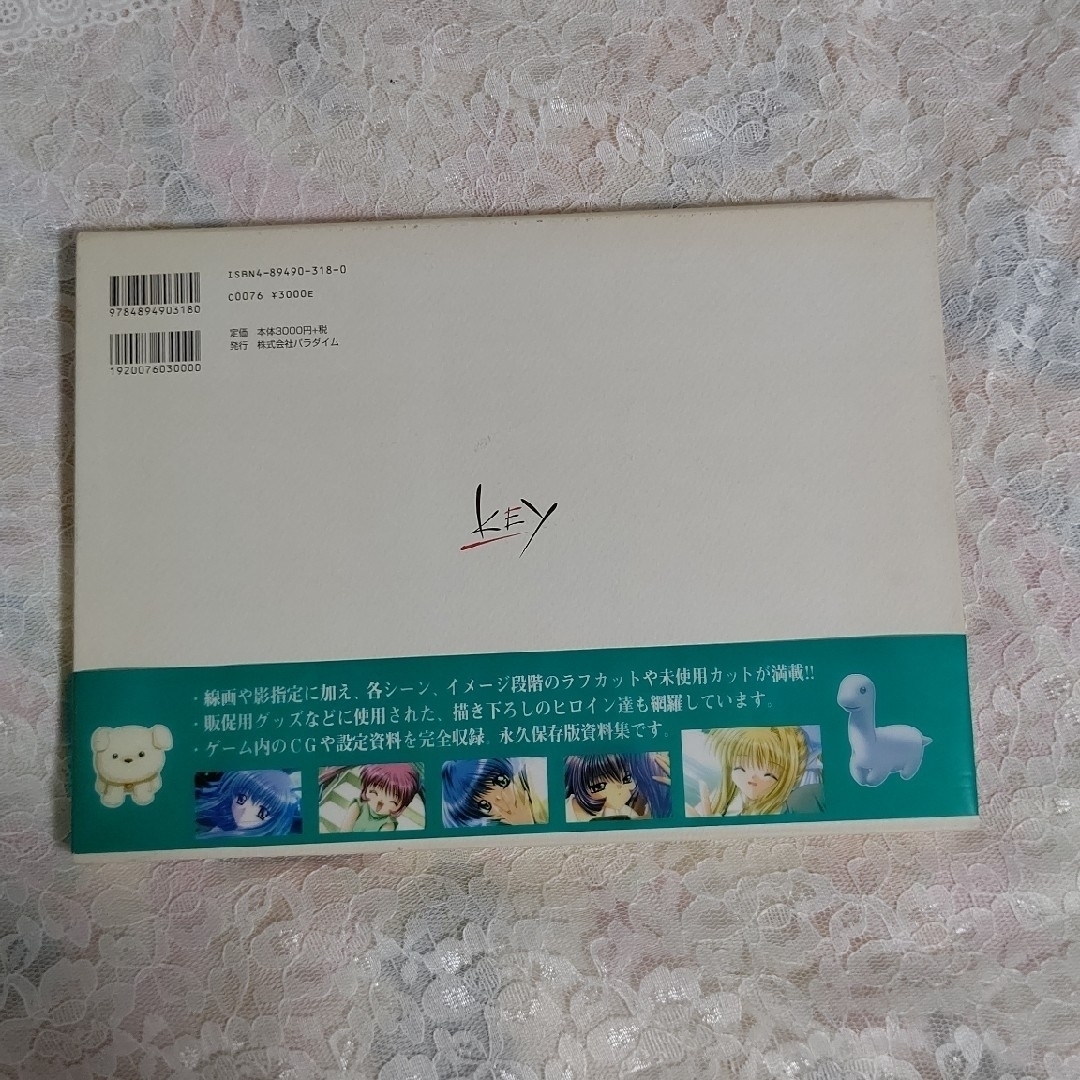 ISBN4-89490-318-0
C0076 ¥3000E
9784894903180
定価 本体3000円+税
発行 株式会社パラダイム
1920076030000
KEY
・線画や影指定に加え、各シーン、イメージ段階のラフカットや未使用カットが満載!!
・販促用グッズなどに使用された、描き下ろしのヒロイン達も網羅しています。
・ゲーム内のCGや設定資料を完全収録。永久保存版資料集です。